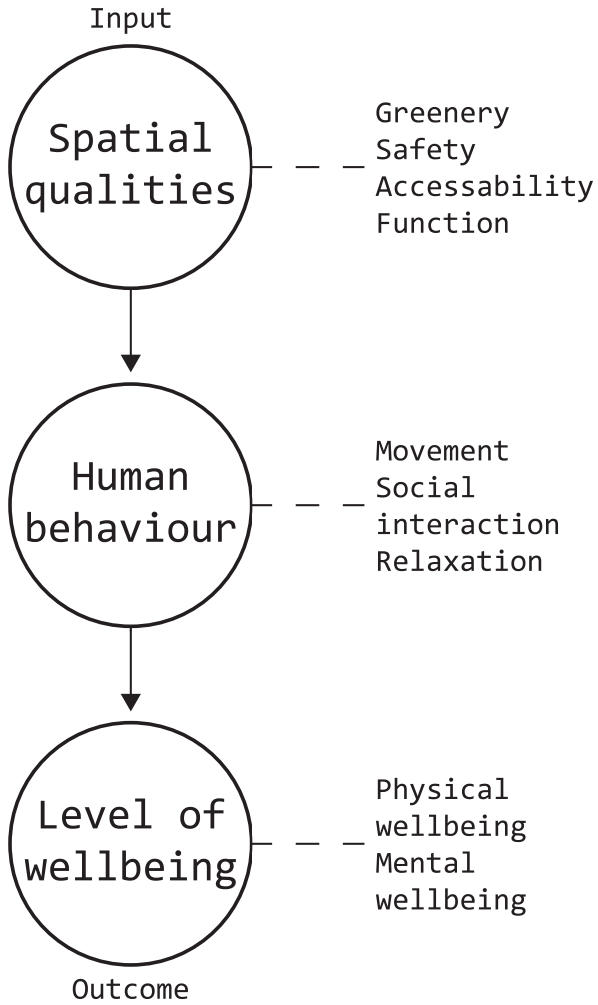 Input
Spatial
qualities
Greenery
Safety
Accessability
Function
Human
behaviour
Movement
Social
interaction
Relaxation
Level of
wellbeing
Physical
wellbeing
Mental
wellbeing
Outcome